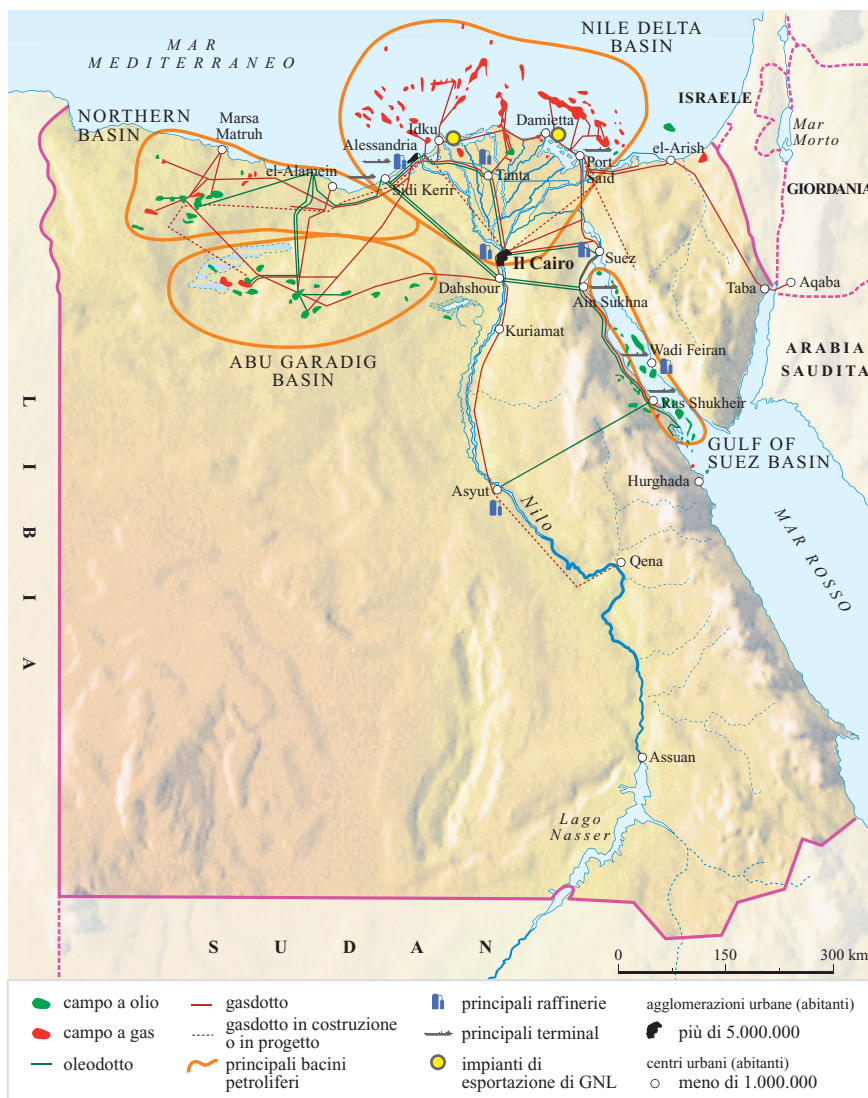 MAR
MEDITERRANEO
NILE DELTA
BASIN
NORTHERN
BASIN
Marsa
Matruh
Idku
Damietta
ISRAELE
Mar
Morto
Alessandria
el-Alamein
Sidi Kerir
Tanta
Port
Said
el-Arish
GIORDANIA
Il Cairo
Suez
Dahshour
Ain Sukhna
Taba
Aqaba
Kuriamat
ABU GARADIG
BASIN
Wadi Feiran
ARABIA
SAUDITA
Ras Shukheir
GULF OF
SUEZ BASIN
Hurghada
Asyut
Nilo
LIBIA
MAR ROSSO
Qena
Assuan
Lago
Nasser
SUDAN
0 150 300 km
campo a olio
campo a gas
oleodotto
gasdotto
gasdotto in costruzione
o in progetto
principali bacini
petroliferi
principali raffinerie
principali terminal
impianti di
esportazione di GNL
agglomerazioni urbane (abitanti)
più di 5.000.000
centri urbani (abitanti)
meno di 1.000.000